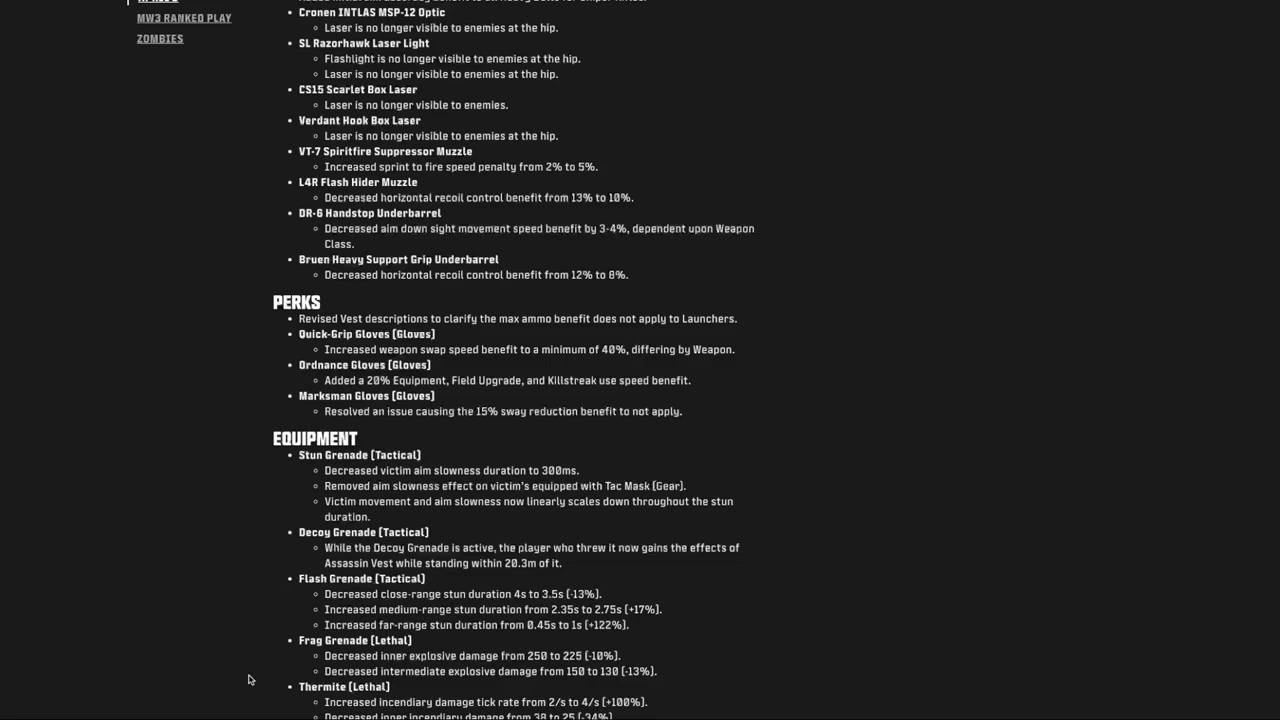 MW3 RANKED PLAY
ZOMBIES
Cronen INTLAS MSP-12 Optic
Laser is no longer visible to enemies at the hip.
SL Razorhawk Laser Light
Flashlight is no longer visible to enemies at the hip.
Laser is no longer visible to enemies at the hip.
CS15 Scarlet Box Laser
Laser is no longer visible to enemies.
Verdant Hook Box Laser
Laser is no longer visible to enemies at the hip.
VT-7 Spiritfire Suppressor Muzzle
Increased sprint to fire speed penalty from 2% to 5%.
L4R Flash Hider Muzzle
Decreased horizontal recoil control benefit from 13% to 10%.
DR-6 Handstop Underbarrel
Decreased aim down sight movement speed benefit by 3-4%, dependent upon Weapon
Class.
Bruen Heavy Support Grip Underbarrel
Decreased horizontal recoil control benefit from 12% to 8%.
PERKS
Revised Vest descriptions to clarify the max ammo benefit does not apply to Launchers.
Quick-Grip Gloves (Gloves)
Increased weapon swap speed benefit to a minimum of 40%, differing by Weapon.
Ordnance Gloves (Gloves)
Added a 20% Equipment, Field Upgrade, and Killstreak use speed benefit.
Marksman Gloves (Gloves)
Resolved an issue causing the 15% sway reduction benefit to not apply.
EQUIPMENT
Stun Grenade (Tactical)
Decreased victim aim slowness duration to 300ms.
Removed aim slowness effect on victim's equipped with Tac Mask (Gear).
Victim movement and aim slowness now linearly scales down throughout the stun
duration.
Decoy Grenade (Tactical)
While the Decoy Grenade is active, the player who threw it now gains the effects of
Assassin Vest while standing within 20.3m of it.
Flash Grenade (Tactical)
Decreased close-range stun duration 4s to 3.5s (-13%).
Increased medium-range stun duration from 2.35s to 2.75s (+17%).
Increased far-range stun duration from 0.45s to 1s (+122%).
Frag Grenade (Lethal)
Decreased inner explosive damage from 250 to 225 (-10%).
Decreased intermediate explosive damage from 150 to 130 (-13%).
Thermite (Lethal)
Increased incendiary damage tick rate from 2/s to 4/s (+100%).
Decreased inner incendiary damage from 38 to 25 (-34%)